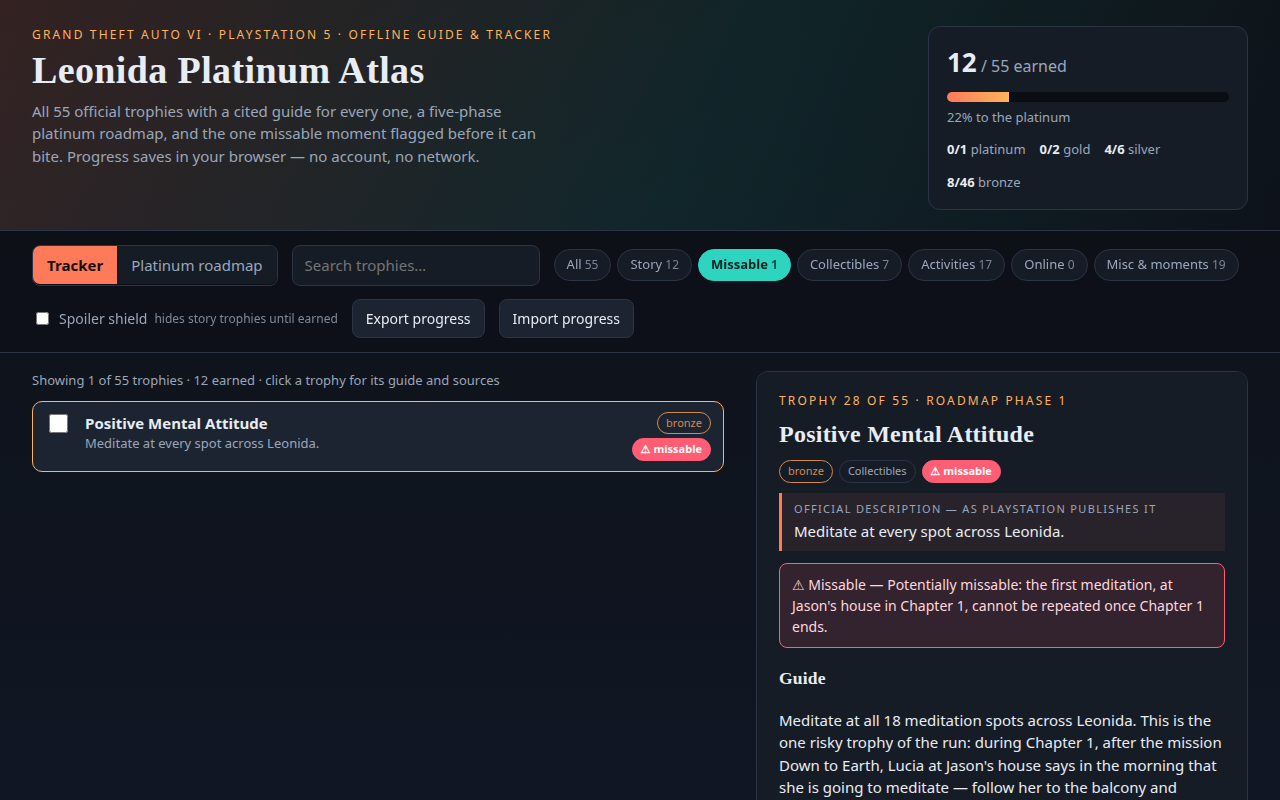 GRAND THEFT AUTO VI · PLAYSTATION 5 · OFFLINE GUIDE & TRACKER
Leonida Platinum Atlas
All 55 official trophies with a cited guide for every one, a five-phase
platinum roadmap, and the one missable moment flagged before it can
bite. Progress saves in your browser — no account, no network.
12 / 55 earned
22% to the platinum
0/1 platinum 0/2 gold 4/6 silver
8/46 bronze
Tracker Platinum roadmap Search trophies… All 55 Story 12 Missable 1 Collectibles 7 Activities 17 Online 0 Misc & moments 19
Spoiler shield hides story trophies until earned Export progress Import progress
Showing 1 of 55 trophies · 12 earned · click a trophy for its guide and sources
Positive Mental Attitude bronze
Meditate at every spot across Leonida. ⚠ missable
TROPHY 28 OF 55 · ROADMAP PHASE 1
Positive Mental Attitude
bronze Collectibles ⚠ missable
OFFICIAL DESCRIPTION — AS PLAYSTATION PUBLISHES IT
Meditate at every spot across Leonida.
⚠ Missable — Potentially missable: the first meditation, at
Jason's house in Chapter 1, cannot be repeated once Chapter 1
ends.
Guide
Meditate at all 18 meditation spots across Leonida. This is the
one risky trophy of the run: during Chapter 1, after the mission
Down to Earth, Lucia at Jason's house says in the morning that
she is going to meditate — follow her to the balcony and